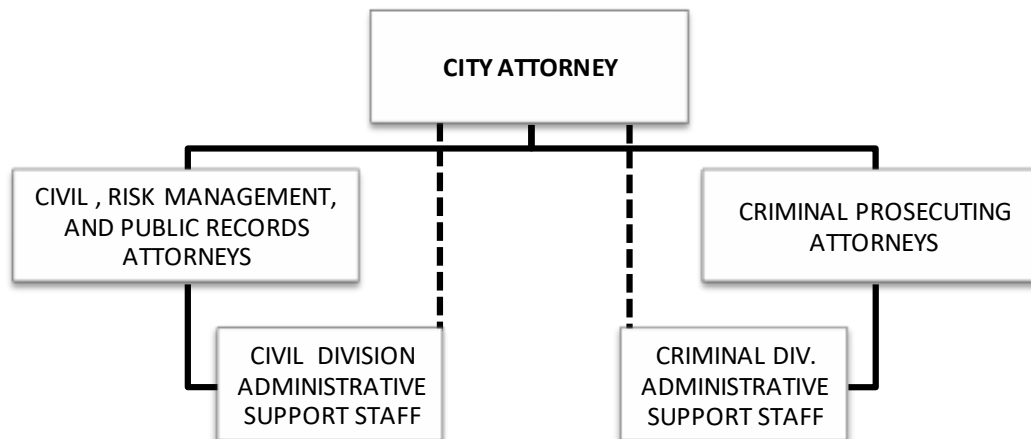 CITY ATTORNEY
CIVIL , RISK MANAGEMENT,
AND PUBLIC RECORDS
ATTORNEYS
CRIMINAL PROSECUTING
ATTORNEYS
CIVIL DIVISION
ADMINISTRATIVE
SUPPORT STAFF
CRIMINAL DIV.
ADMINISTRATIVE
SUPPORT STAFF